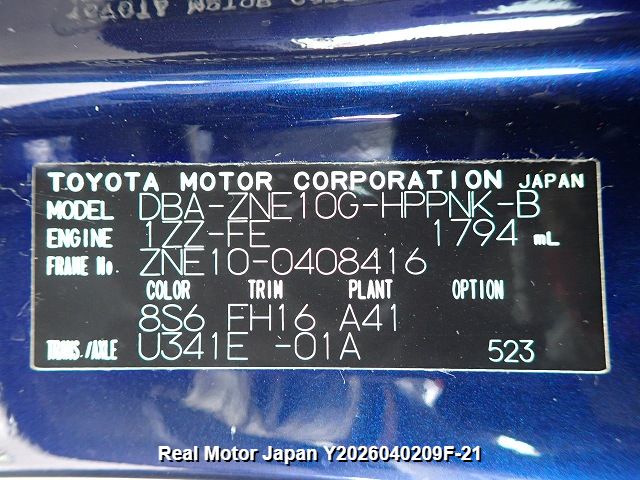 TOYOTA MOTOR CORPORATION JAPAN
MODEL DBA-ZNE10G-HPPNK-B
ENGINE 1ZZ-FE 1794 mL
FRAME No. ZNE10-0408416
COLOR TRIM PLANT OPTION
8S6 FH16 A41
TRANS./AXLE U341E -01A 523
Real Motor Japan Y2026040209F-21